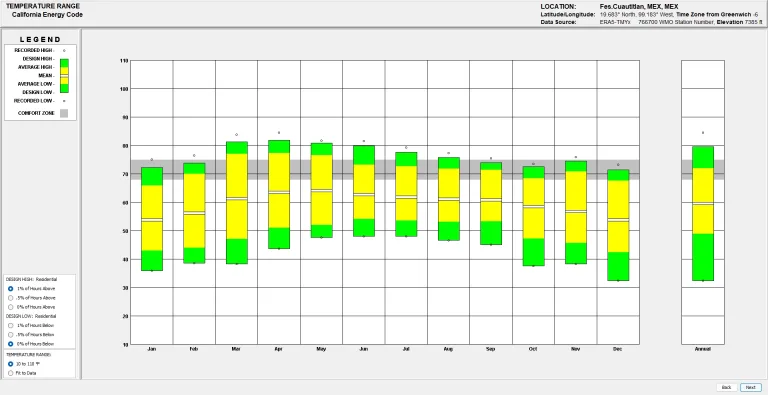 TEMPERATURE RANGE
California Energy Code
LOCATION: Fes.Cuautitlan, MEX, MEX
Latitude/Longitude: 19.683° North, 99.183° West, Time Zone from Greenwich -6
Data Source: ERA5-TMYx 766700 WMO Station Number, Elevation 7385 ft
LEGEND
RECORDED HIGH -
DESIGN HIGH -
AVERAGE HIGH -
MEAN -
AVERAGE LOW -
DESIGN LOW -
RECORDED LOW -
COMFORT ZONE
110
100
90
80
70
60
50
40
30
20
10
Jan Feb Mar Apr May Jun Jul Aug Sep Oct Nov Dec Annual
DESIGN HIGH: Residential
1% of Hours Above
.5% of Hours Above
0% of Hours Above
DESIGN LOW: Residential
1% of Hours Below
.5% of Hours Below
0% of Hours Below
TEMPERATURE RANGE:
10 to 110 °F
Fit to Data
Back Next